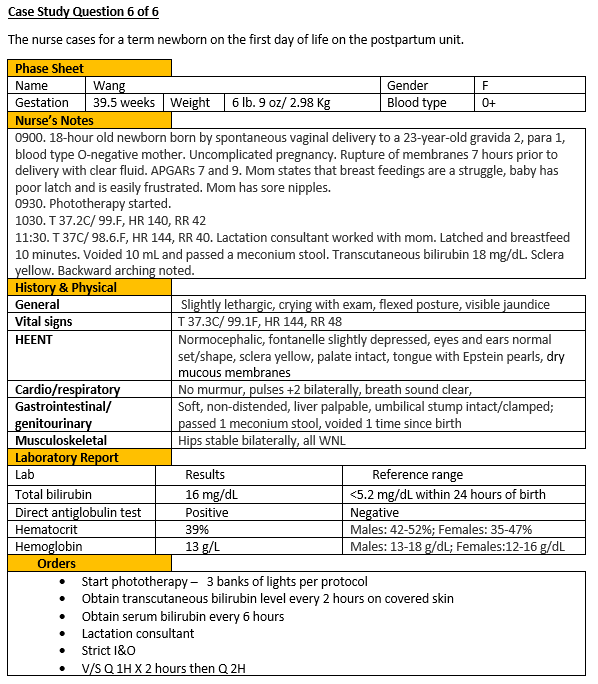 Case Study Question 6 of 6
The nurse cases for a term newborn on the first day of life on the postpartum unit.
Phase Sheet
Name Wang Gender F
Gestation 39.5 weeks Weight 6 lb. 9 oz/ 2.98 Kg Blood type 0+
Nurse's Notes
0900. 18-hour old newborn born by spontaneous vaginal delivery to a 23-year-old gravida 2, para 1,
blood type O-negative mother. Uncomplicated pregnancy. Rupture of membranes 7 hours prior to
delivery with clear fluid. APGARs 7 and 9. Mom states that breast feedings are a struggle, baby has
poor latch and is easily frustrated. Mom has sore nipples.
0930. Phototherapy started.
1030. T 37.2C/ 99.F, HR 140, RR 42
11:30. T 37C/ 98.6.F, HR 144, RR 40. Lactation consultant worked with mom. Latched and breastfeed
10 minutes. Voided 10 mL and passed a meconium stool. Transcutaneous bilirubin 18 mg/dL. Sclera
yellow. Backward arching noted.
History & Physical
General Slightly lethargic, crying with exam, flexed posture, visible jaundice
Vital signs T 37.3C/ 99.1F, HR 144, RR 48
HEENT Normocephalic, fontanelle slightly depressed, eyes and ears normal
set/shape, sclera yellow, palate intact, tongue with Epstein pearls, dry
mucous membranes
Cardio/respiratory No murmur, pulses +2 bilaterally, breath sound clear,
Gastrointestinal/ Soft, non-distended, liver palpable, umbilical stump intact/clamped;
genitourinary passed 1 meconium stool, voided 1 time since birth
Musculoskeletal Hips stable bilaterally, all WNL
Laboratory Report
Lab Results Reference range
Total bilirubin 16 mg/dL <5.2 mg/dL within 24 hours of birth
Direct antiglobulin test Positive Negative
Hematocrit 39% Males: 42-52%; Females: 35-47%
Hemoglobin 13 g/L Males: 13-18 g/dL; Females:12-16 g/dL
Orders
• Start phototherapy – 3 banks of lights per protocol
• Obtain transcutaneous bilirubin level every 2 hours on covered skin
• Obtain serum bilirubin every 6 hours
• Lactation consultant
• Strict I&O
• V/S Q 1H X 2 hours then Q 2H